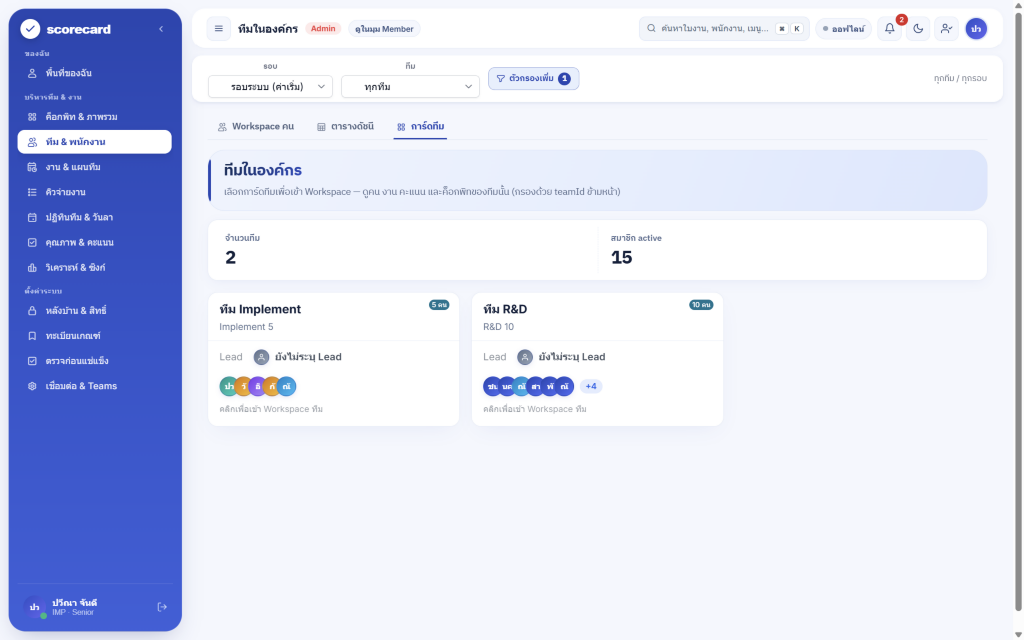 scorecard
ของฉัน
พื้นที่ของฉัน
บริหารทีม & งาน
ค็อกพิท & ภาพรวม
ทีม & พนักงาน
งาน & แผนทีม
คิวจ่ายงาน
ปฏิทินทีม & วันลา
คุณภาพ & คะแนน
วิเคราะห์ & ซิงก์
ตั้งค่าระบบ
หลังบ้าน & สิทธิ์
ทะเบียนเกณฑ์
ตรวจก่อนแช่แข็ง
เชื่อมต่อ & Teams
ปวีณา จันดี
IMP · Senior
ทีมในองค์กร Admin ดูในมุม Member
ค้นหาใบงาน, พนักงาน, เมนู... ⌘ K
ออฟไลน์
2
ปว
รอบ
รอบระบบ (ค่าเริ่ม)
ทีม
ทุกทีม
ตัวกรองเพิ่ม 1
ทุกทีม / ทุกรอบ
Workspace คน ตารางดัชนี การ์ดทีม
ทีมในองค์กร
เลือกการ์ดทีมเพื่อเข้า Workspace — ดูคน งาน คะแนน และค็อกพิทของทีมนั้น (กรองด้วย teamId ข้ามหน้า)
จำนวนทีม
2
สมาชิก active
15
ทีม Implement 5 คน
Implement 5
Lead ยังไม่ระบุ Lead
คลิกเพื่อเข้า Workspace ทีม
ทีม R&D 10 คน
R&D 10
Lead ยังไม่ระบุ Lead
+4
คลิกเพื่อเข้า Workspace ทีม